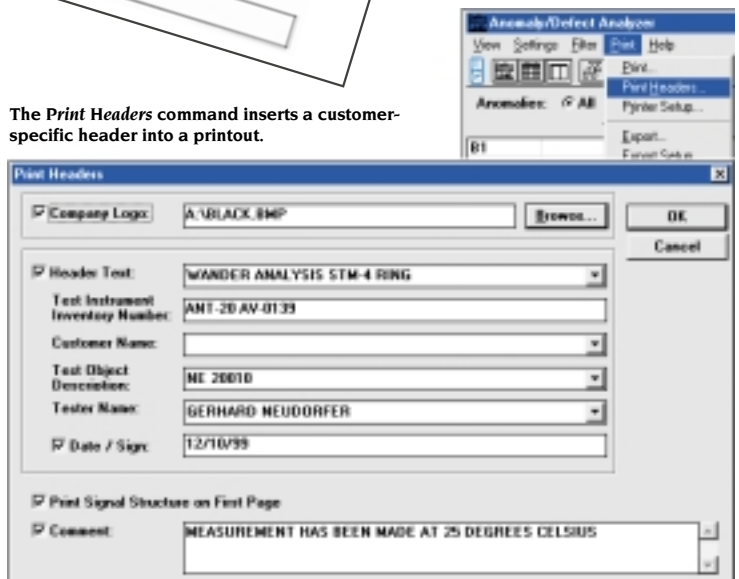 Anomaly/Defect Analyzer
View Settings Filter Print Help
Print...
Print Headers...
Printer Setup...
Export...
Export Setup
Anomalies: All
B1
The Print Headers command inserts a customer-
specific header into a printout.
Print Headers
Company Logo: A:\BLACK.BMP Browse... OK
Cancel
Header Text: WANDER ANALYSIS STM-4 RING
Test Instrument
Inventory Number: ANT-20 AV-0139
Customer Name:
Test Object
Description: NE 20010
Tester Name: GERHARD NEUDORFER
Date / Sign: 12/10/99
Print Signal Structure on First Page
Comment: MEASUREMENT HAS BEEN MADE AT 25 DEGREES CELSIUS